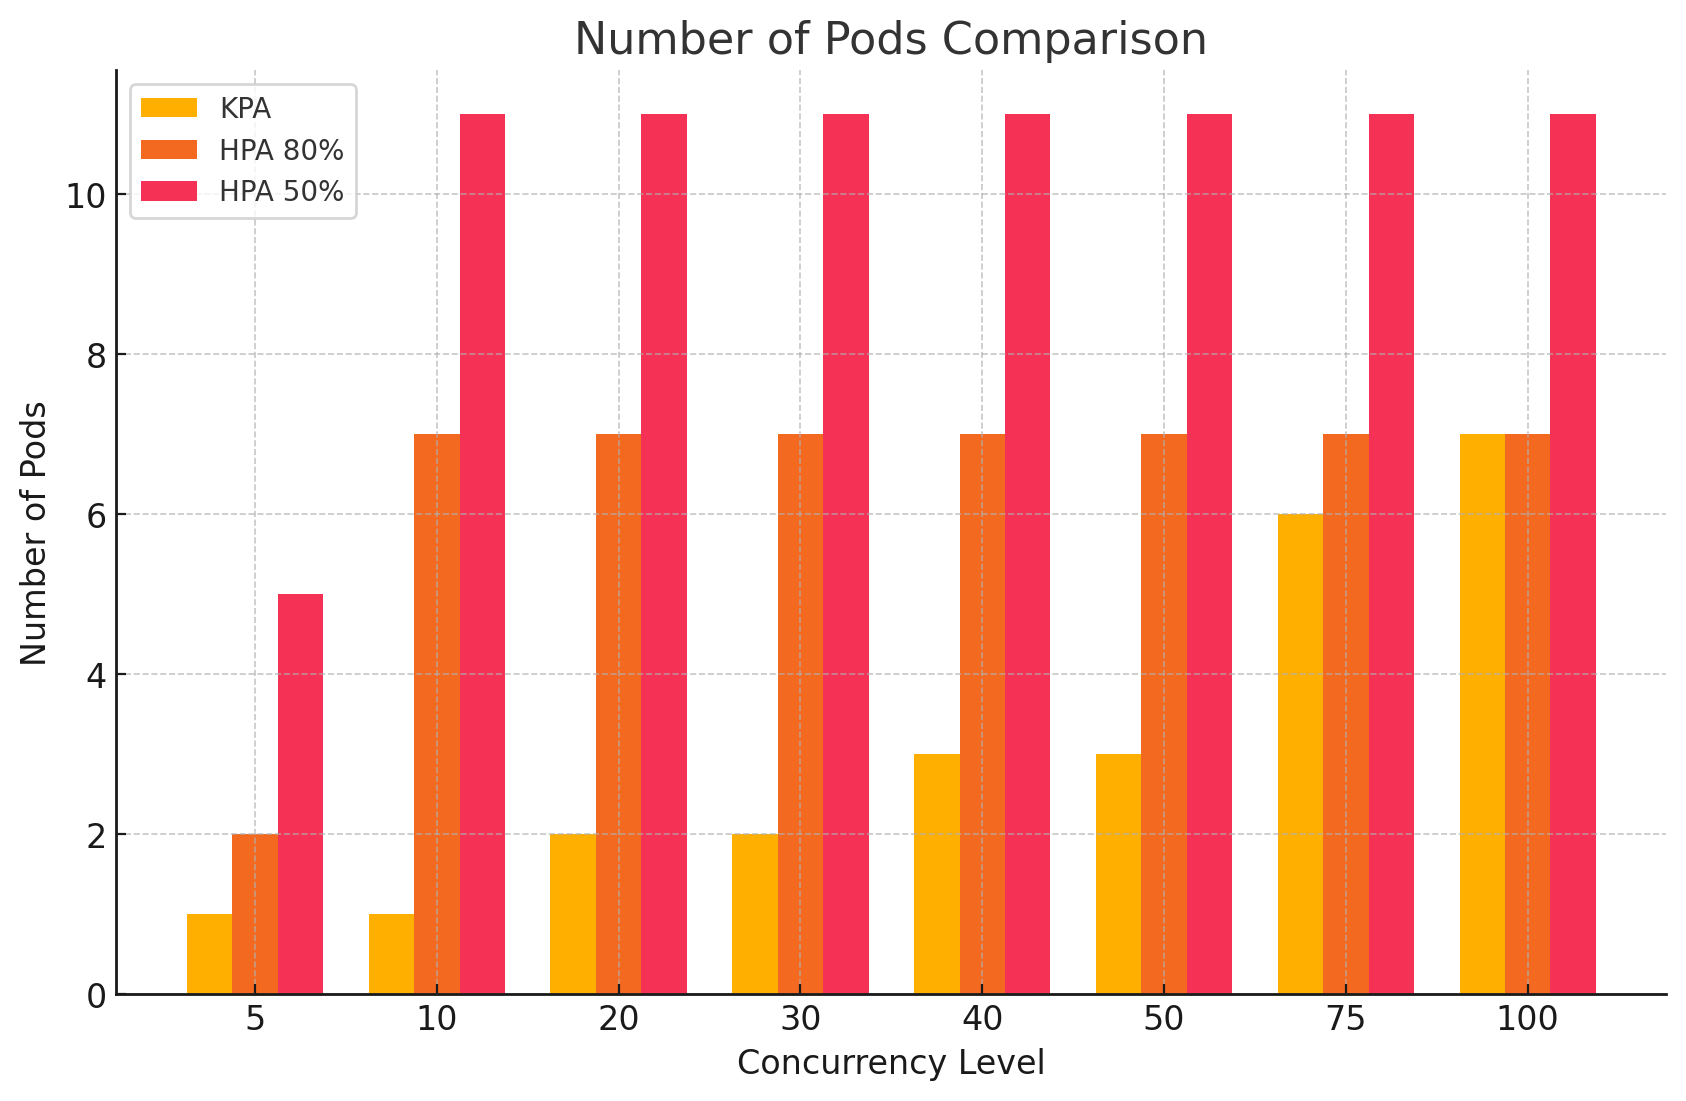 Number of Pods Comparison
KPA
HPA 80%
HPA 50%
Number of Pods
10
8
6
4
2
0
5 10 20 30 40 50 75 100
Concurrency Level